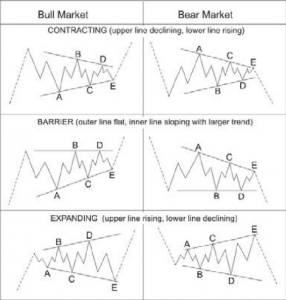 Bull Market Bear Market
CONTRACTING (upper line declining, lower line rising)
B D A C E
A C E B D
BARRIER (outer line flat, inner line sloping with larger trend)
B D A C E
A C E B D
EXPANDING (upper line rising, lower line declining)
B D A C E
A C E B D